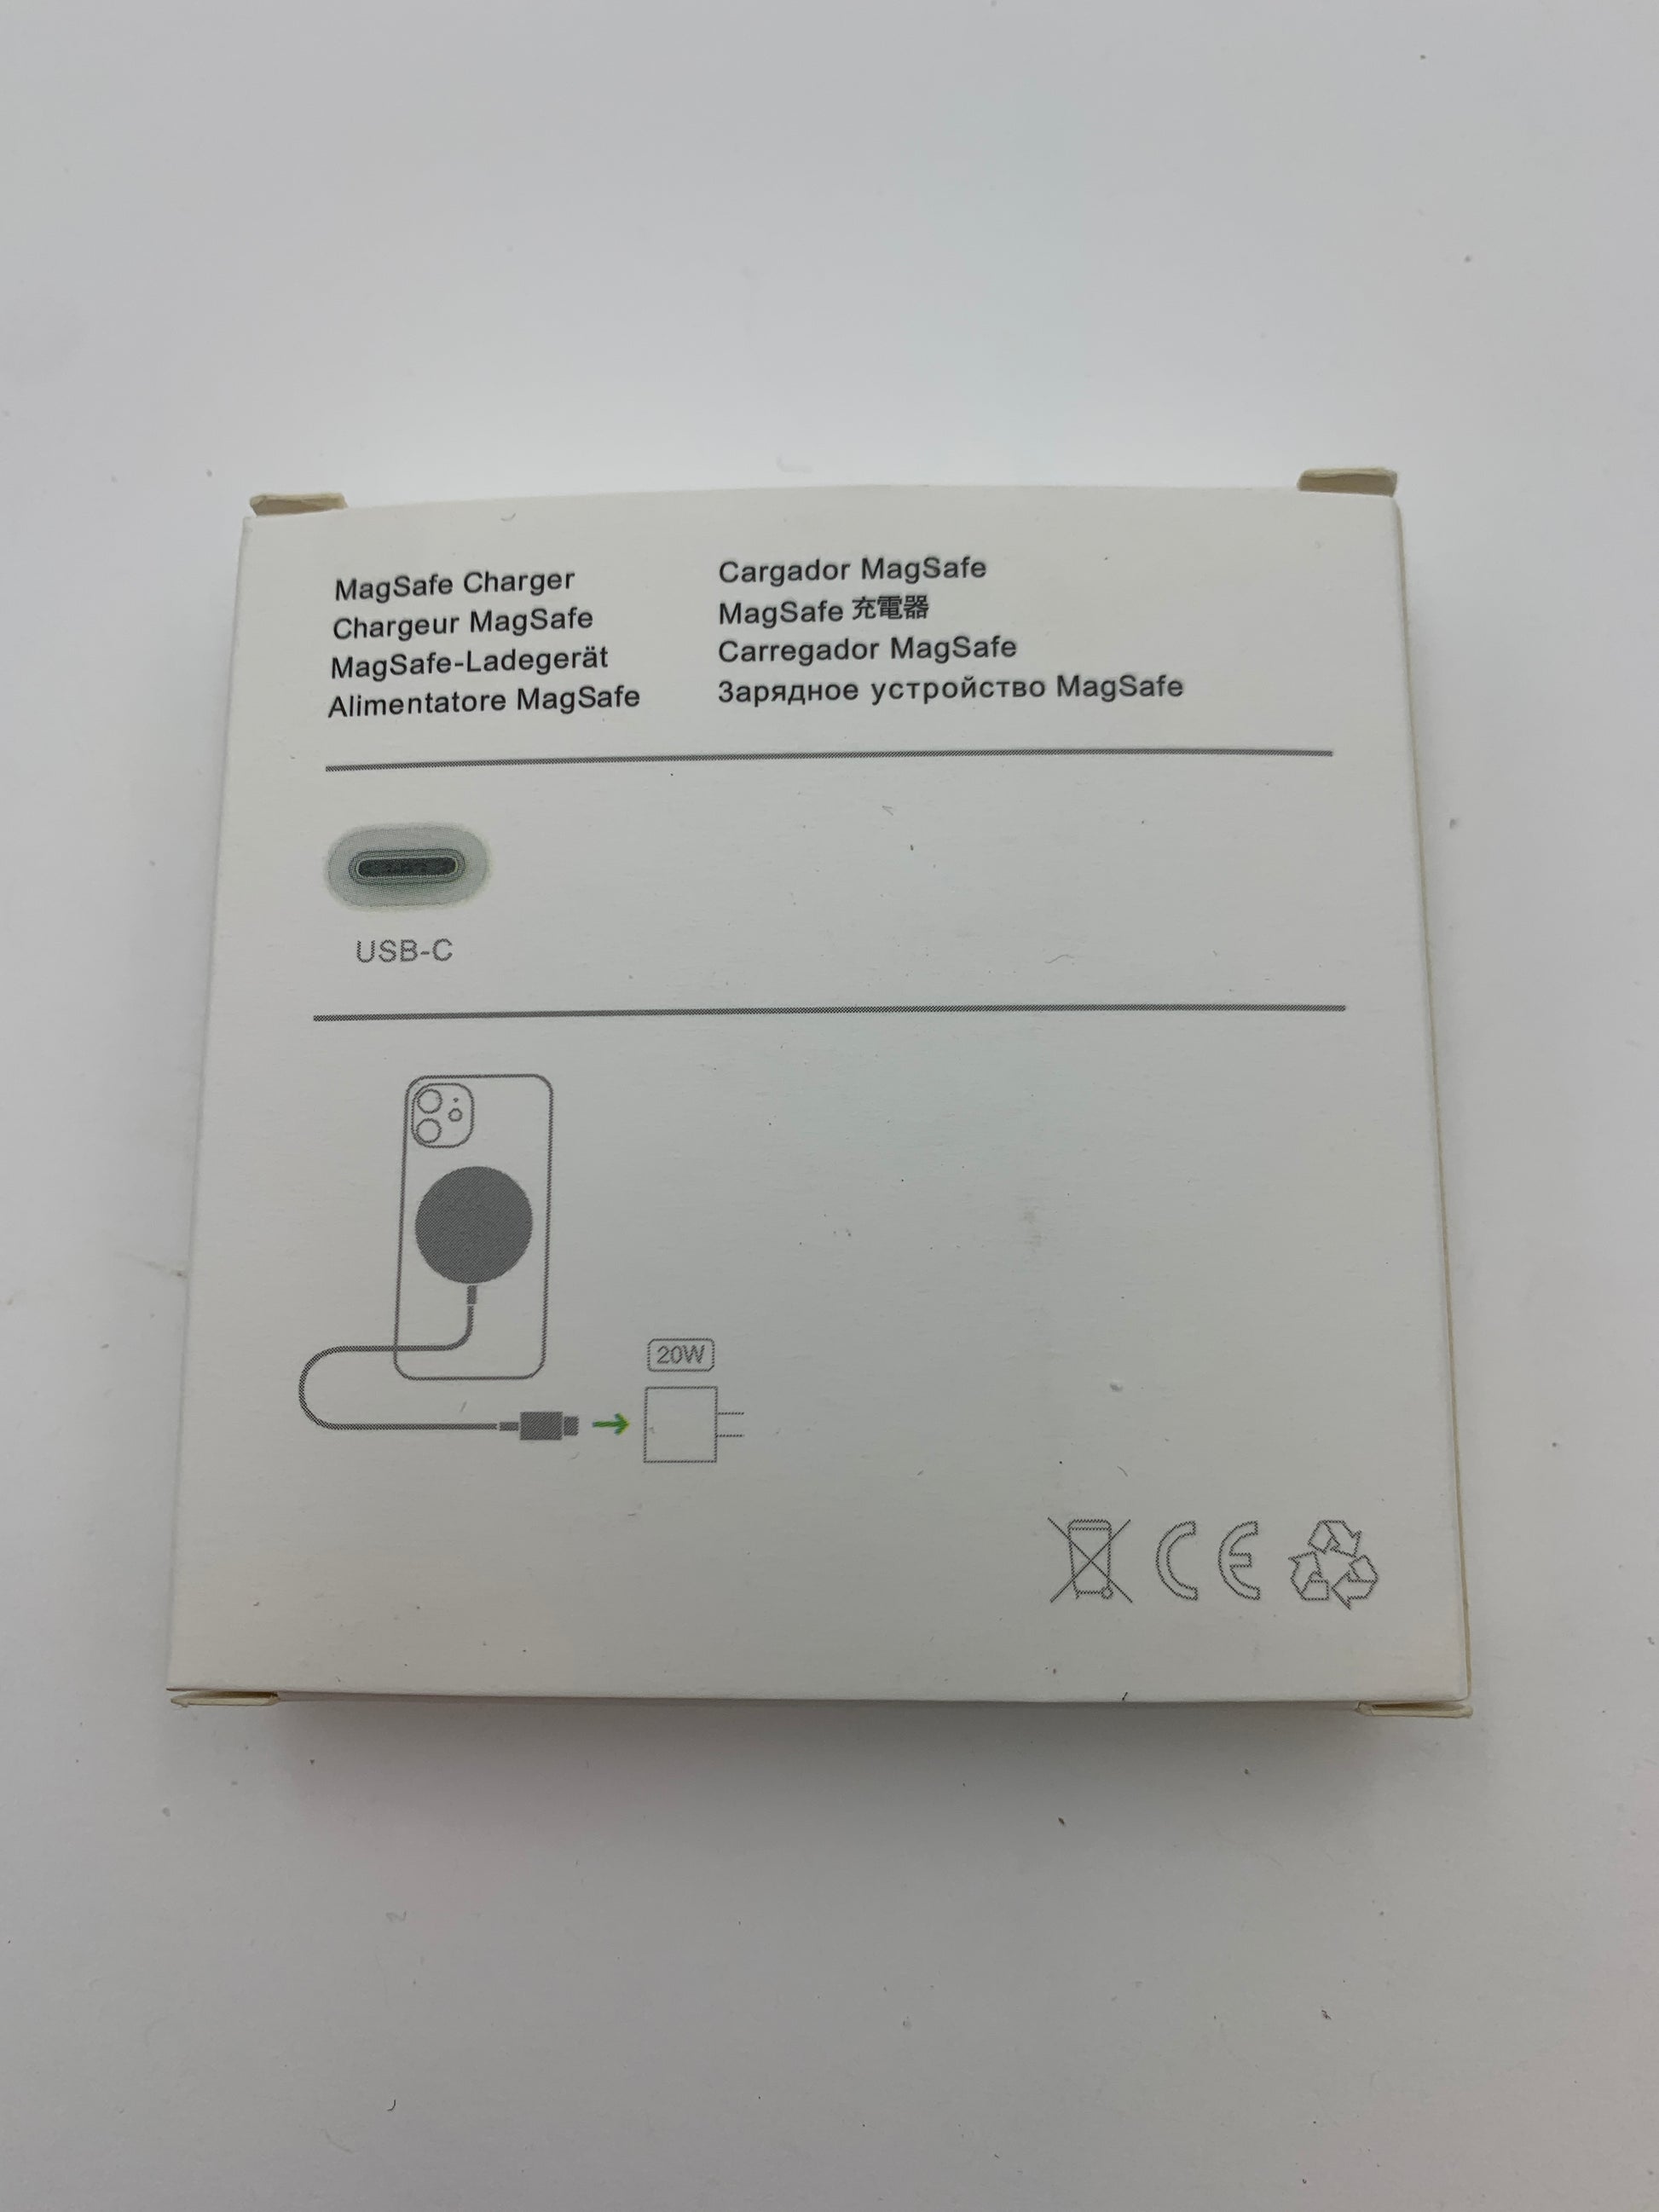 MagSafe Charger
Chargeur MagSafe
MagSafe-Ladegerät
Alimentatore MagSafe
Cargador MagSafe
MagSafe 充電器
Carregador MagSafe
Зарядное устройство MagSafe
USB-C
20W
CE